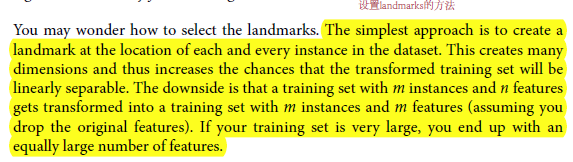 设置landmarks的方法
You may wonder how to select the landmarks. The simplest approach is to create a
landmark at the location of each and every instance in the dataset. This creates many
dimensions and thus increases the chances that the transformed training set will be
linearly separable. The downside is that a training set with m instances and n features
gets transformed into a training set with m instances and m features (assuming you
drop the original features). If your training set is very large, you end up with an
equally large number of features.